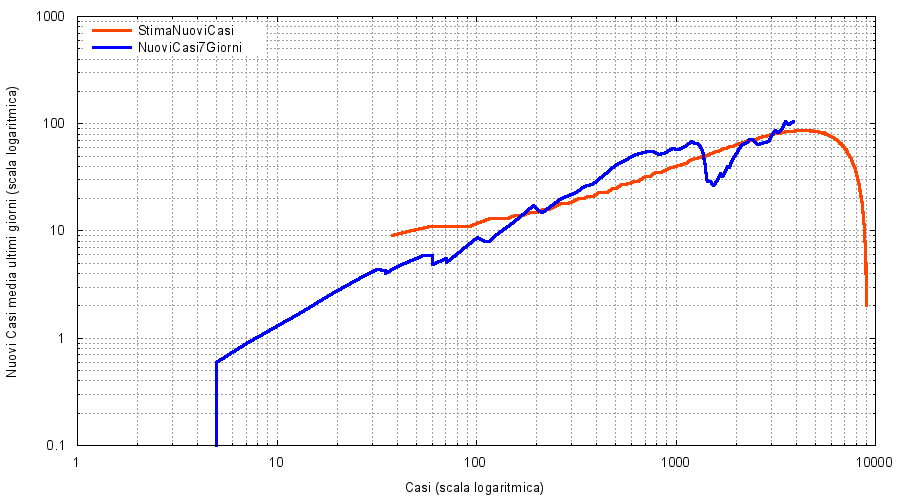 1000
StimaNuoviCasi
NuoviCasi7Giorni
100
10
1
0.1
Nuovi Casi media ultimi giorni (scala logaritmica)
1 10 100 1000 10000
Casi (scala logaritmica)